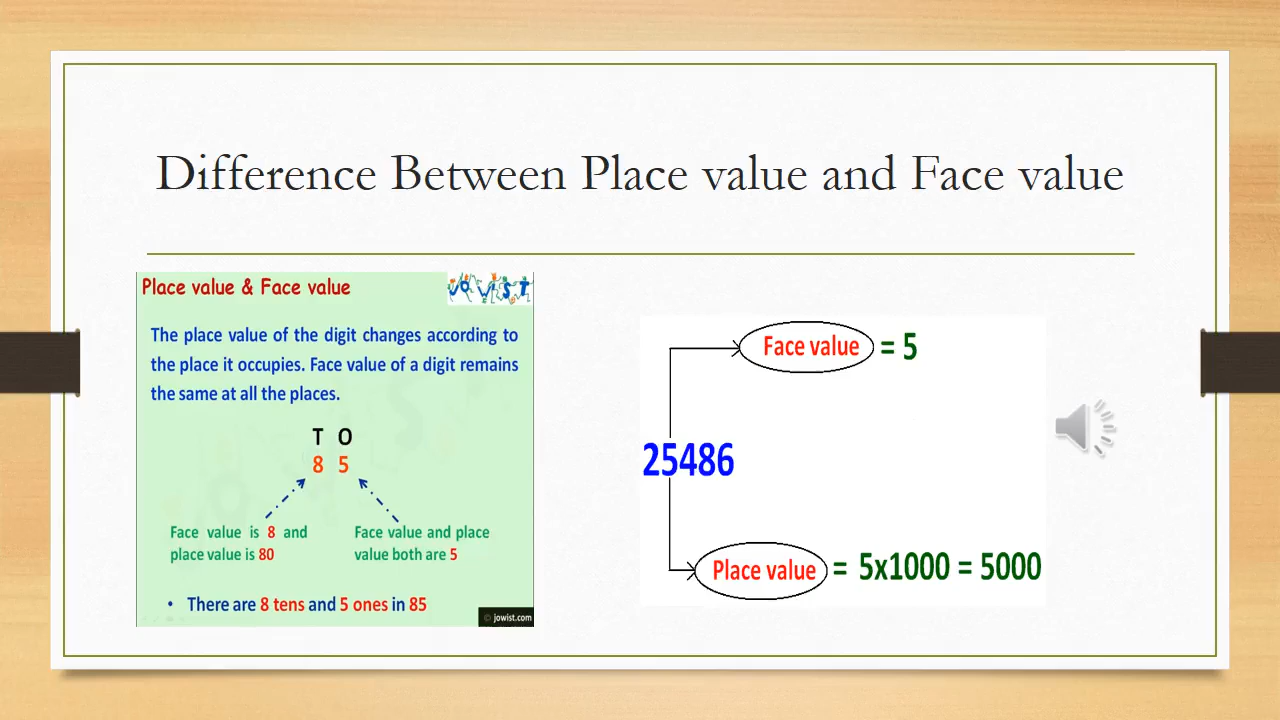 Difference Between Place value and Face value
Place value & Face value
JOWIST
The place value of the digit changes according to
the place it occupies. Face value of a digit remains
the same at all the places.
T O
8 5
Face value is 8 and
place value is 80
Face value and place
value both are 5
• There are 8 tens and 5 ones in 85
© jowist.com
Face value = 5
25486
Place value = 5x1000 = 5000